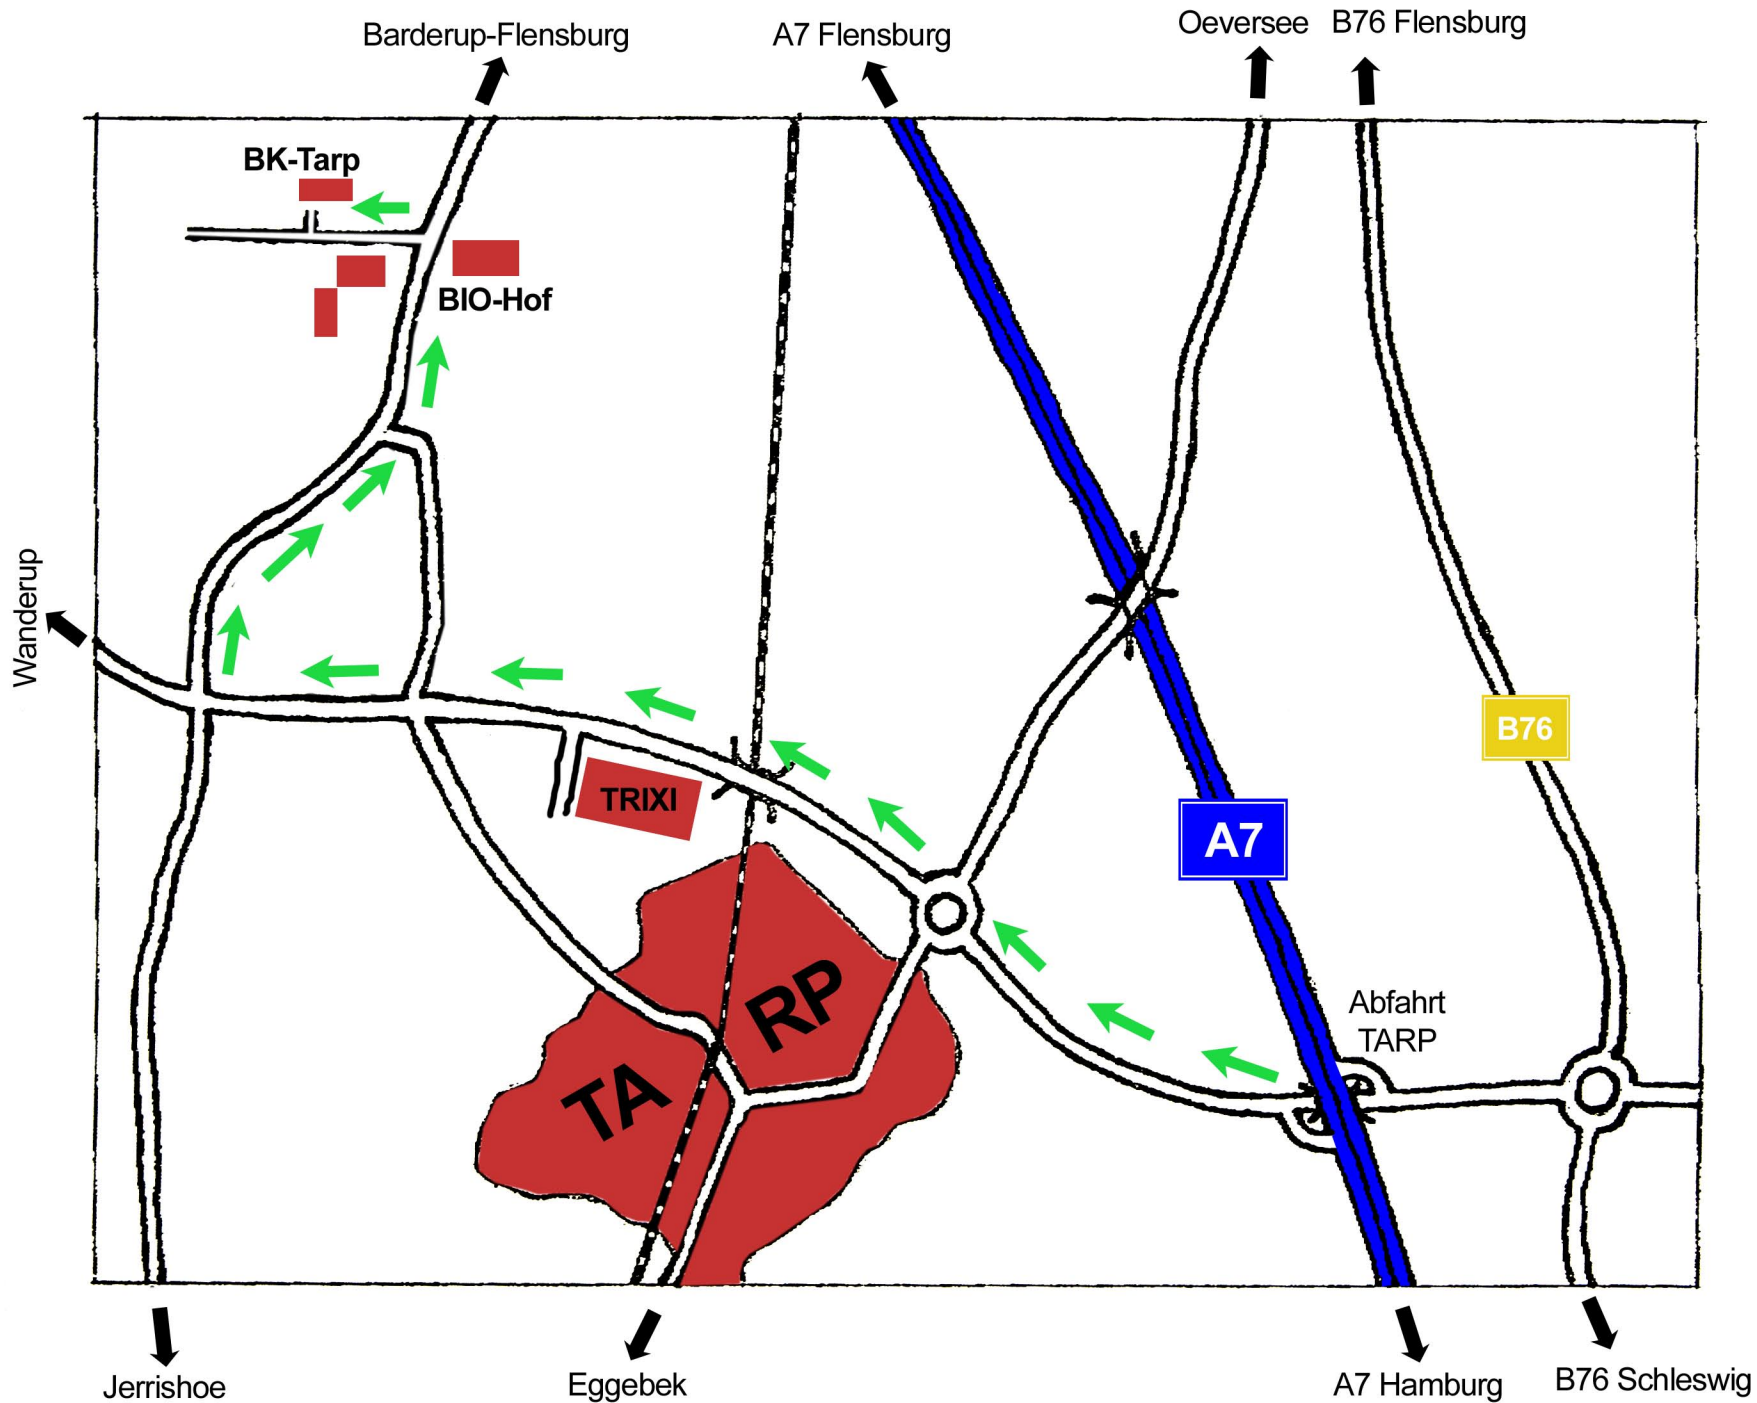 Oeversee B76 Flensburg
Barderup-Flensburg A7 Flensburg
BK-Tarp
BIO-Hof
Wanderup
B76
TRIXI
A7
RP
Abfahrt
TARP
TA
Jerrishoe Eggebek A7 Hamburg B76 Schleswig